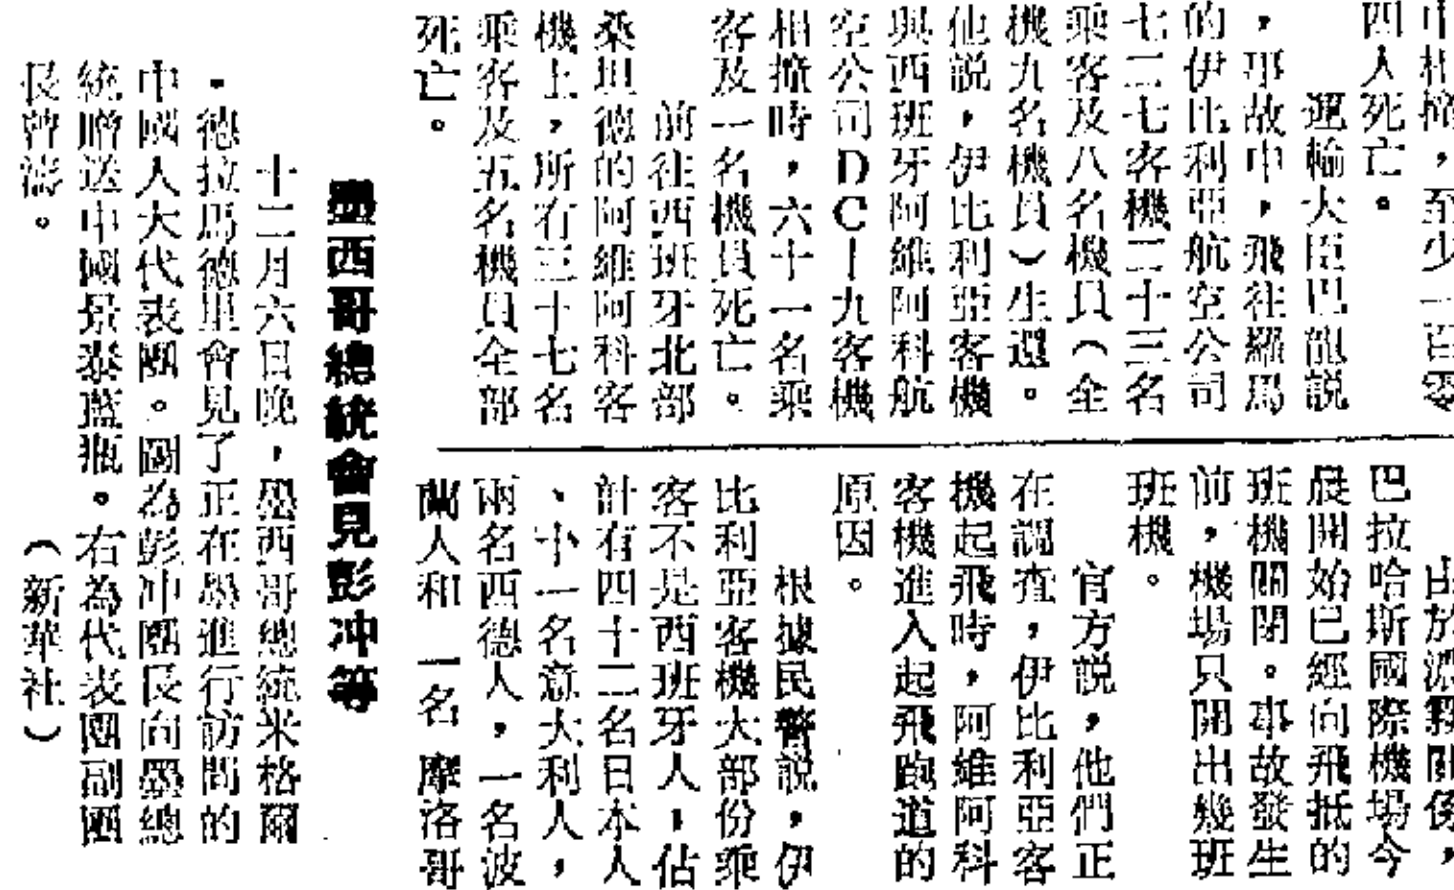 中相撞，至少一百零
四人死亡。
運輸大臣巴龍説
，事故中，飛往羅馬
的伊比利亞航空公司
七二七客機二十三名
乘客及八名機員（全
機九名機員）生還。
他説，伊比利亞客機
與西班牙阿維阿科航
空公司DC—九客機
相撞時，六十一名乘
客及一名機員死亡。
前往西班牙北部
桑坦德的阿維阿科客
機上，所有三十七名
乘客及五名機員全部
死亡。
由於濃霧關係，
巴拉哈斯國際機場今
晨開始已經向飛抵的
班機關閉。事故發生
前，機場只開出幾班
班機。
官方説，他們正
在調查，伊比利亞客
機起飛時，阿維阿科
客機進入起飛跑道的
原因。
根據民警説，伊
比利亞客機大部份乘
客不是西班牙人，佔
計有四十二名日本人
、小一名意大利人，
兩名西德人，一名波
蘭人和一名摩洛哥
墨西哥總統會見彭冲等
十二月六日晚，墨西哥總統米格爾
・德拉馬德里會見了正在墨進行訪問的
中國人大代表團。圖為彭冲團長向墨總
統贈送中國景泰藍瓶。右為代表團副團
長曾濤。（新華社）